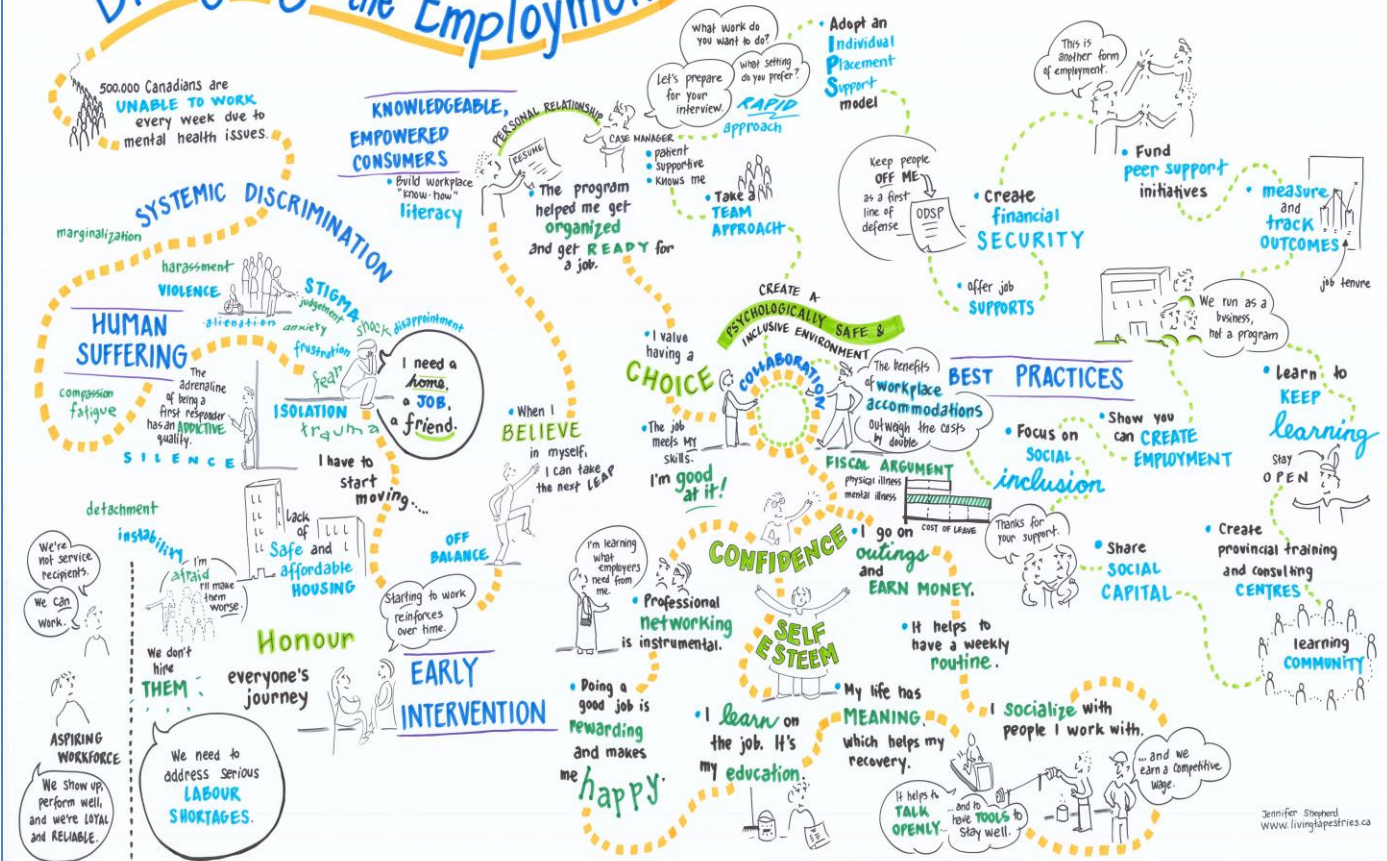 the Employment
500.000 Canadians are
UNABLE TO WORK
every week due to
mental health issues.
SYSTEMIC DISCRIMINATION
marginalization
harassment
VIOLENCE
alienation
STIGMA
judgement
anxiety
shock
disappointment
frustration
fear
HUMAN
SUFFERING
compassion
fatigue
The
adrenaline
of being a
first responder
has an ADDICTIVE
quality.
SILENCE
ISOLATION
trauma
I need a
home,
a JOB,
a friend.
I have to
start
moving....
detachment
instability
lack
of
Safe and
affordable
HOUSING
We're
not service
recipients.
We can
work.
I'm
afraid
I'll make
them
worse.
We don't
hire
THEM
ASPIRING
WORKFORCE
We show up,
perform well,
and we're LOYAL
and RELIABLE.
We need to
address serious
LABOUR
SHORTAGES.
Honour
everyone's
journey
Starting to work
reinforces
over time.
EARLY
INTERVENTION
OFF
BALANCE
• When I
BELIEVE
in myself,
I can take
the next LEAP
KNOWLEDGEABLE,
EMPOWERED
CONSUMERS
• Build workplace
"know-how"
literacy
PERSONAL RELATIONSHIP
RESUME
CASE MANAGER
• patient
• supportive
• knows me
• The program
helped me get
organized
and get READY for
a job.
What work do
you want to do?
What setting
do you prefer?
Let's prepare
for your
interview.
RAPID
approach
• Take a
TEAM
APPROACH
• Adopt an
Individual
Placement
Support
model
Keep people
OFF ME
as a first
line of
defense
ODSP
• Create
financial
SECURITY
• offer job
SUPPORTS
This is
another form
of employment.
• Fund
peer support
initiatives
• measure
and
track
OUTCOMES
job tenure
We run as a
business,
not a program
• Learn to
KEEP
learning
Stay
OPEN
• Create
provincial training
and consulting
CENTRES
learning
COMMUNITY
CREATE A
PSYCHOLOGICALLY SAFE &
INCLUSIVE ENVIRONMENT
COLLABORATION
• I value
having a
CHOICE
• The job
meets MY
skills.
I'm good
at it!
The benefits
of workplace
accommodations
outweigh the costs
by double
BEST PRACTICES
FISCAL ARGUMENT
physical illness
mental illness
COST OF LEAVE
• Focus on
SOCIAL
inclusion
• Show you
can CREATE
EMPLOYMENT
Thanks for
your support.
• Share
SOCIAL
CAPITAL
CONFIDENCE
SELF
ESTEEM
I'm learning
what
employers
need from
me.
• Professional
networking
is instrumental.
• Doing a
good job is
rewarding
and makes
me happy.
• I learn on
the job. It's
my education.
• My life has
MEANING.
which helps my
recovery.
• I go on
outings
and
EARN MONEY.
• It helps to
have a weekly
routine.
• I socialize with
people I work with.
It helps to
TALK
OPENLY...
... and to
have TOOLS to
stay well.
... and we
earn a competitive
wage.
Jennifer Shepherd
www.livingtapestries.ca